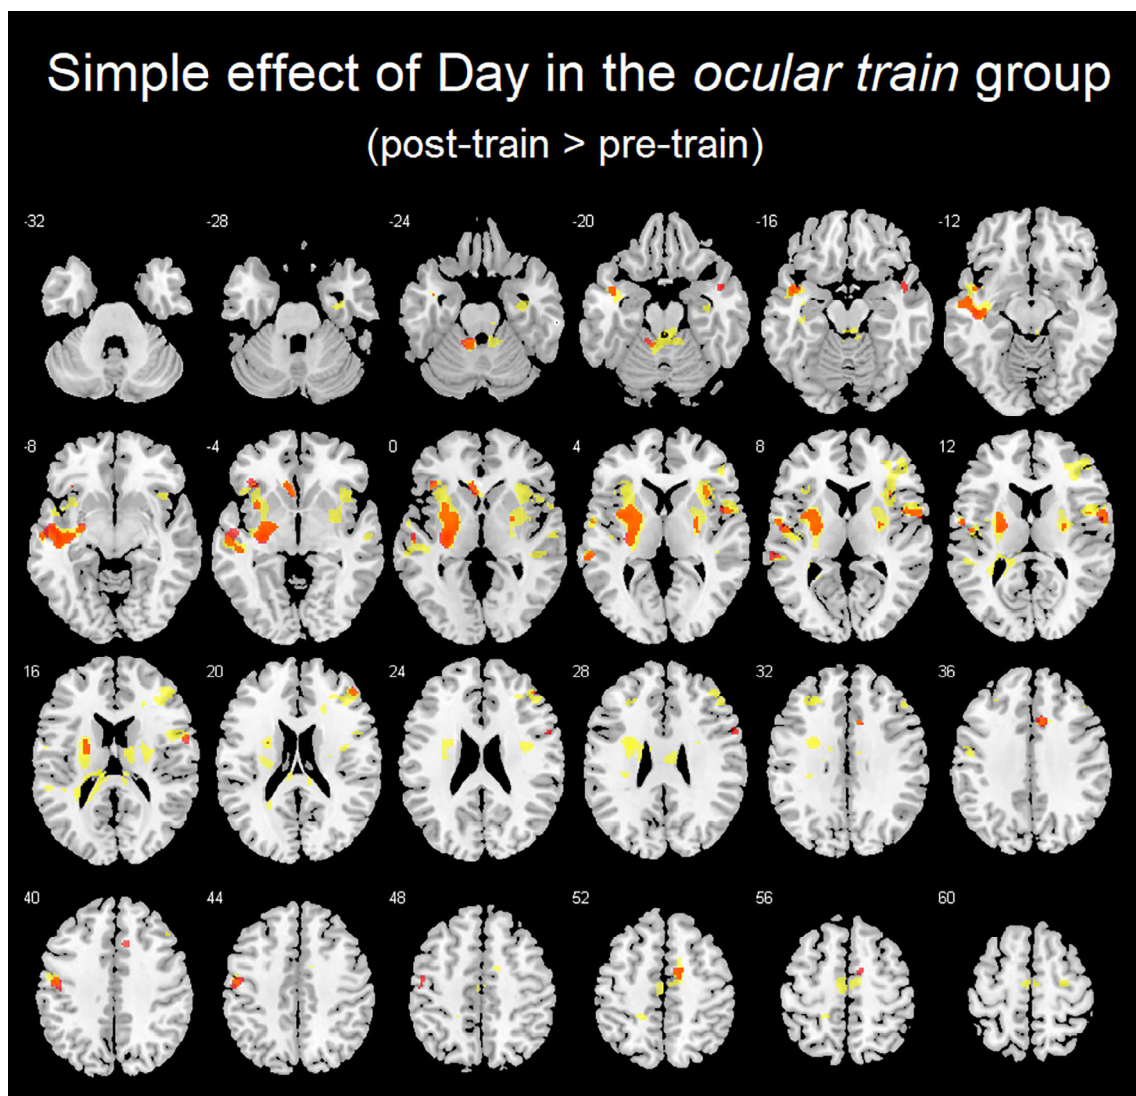 Simple effect of Day in the ocular train group
(post-train > pre-train)
-32 -28 -24 -20 -16 -12
-8 -4 0 4 8 12
16 20 24 28 32 36
40 44 48 52 56 60